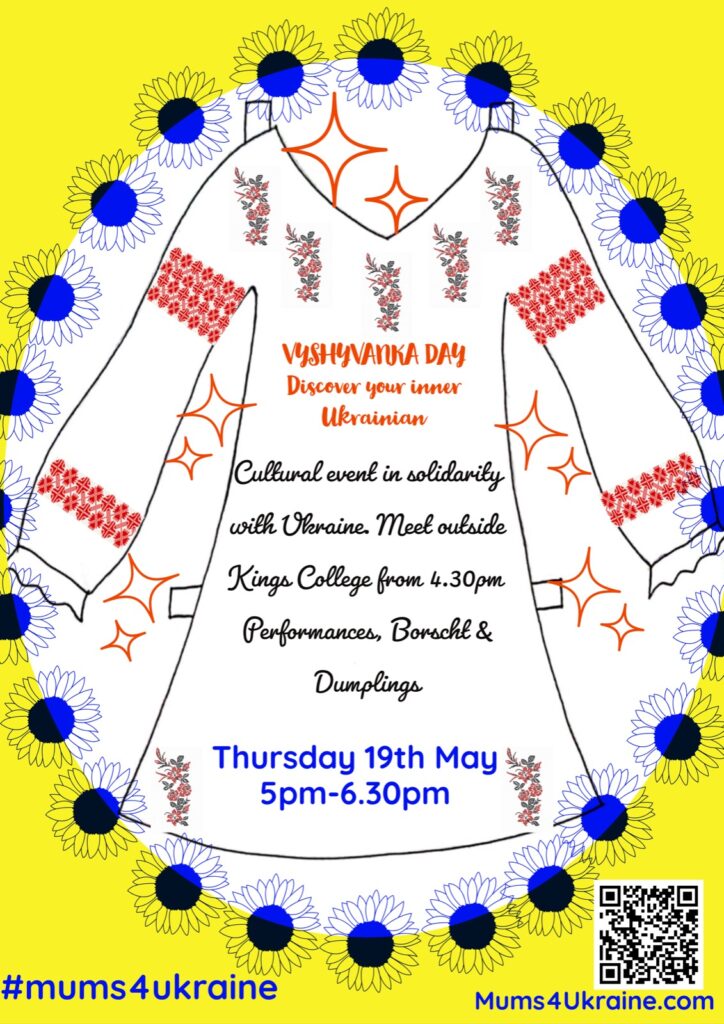 VYSHYVANKA DAY
Discover your inner
Ukrainian
Cultural event in solidarity
with Ukraine. Meet outside
Kings College from 4.30pm
Performances, Borscht &
Dumplings
Thursday 19th May
5pm-6.30pm
#mums4ukraine
Mums4Ukraine.com